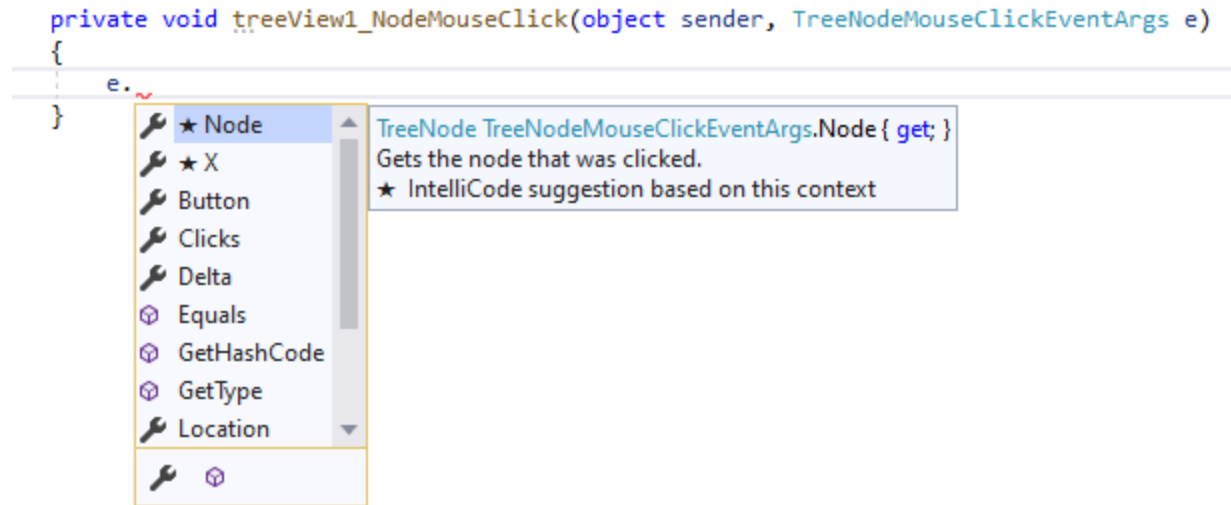 private void treeView1_NodeMouseClick(object sender, TreeNodeMouseClickEventArgs e)
{
e.
}
★ Node
★ X
Button
Clicks
Delta
Equals
GetHashCode
GetType
Location
TreeNode TreeNodeMouseClickEventArgs.Node { get; }
Gets the node that was clicked.
★ IntelliCode suggestion based on this context